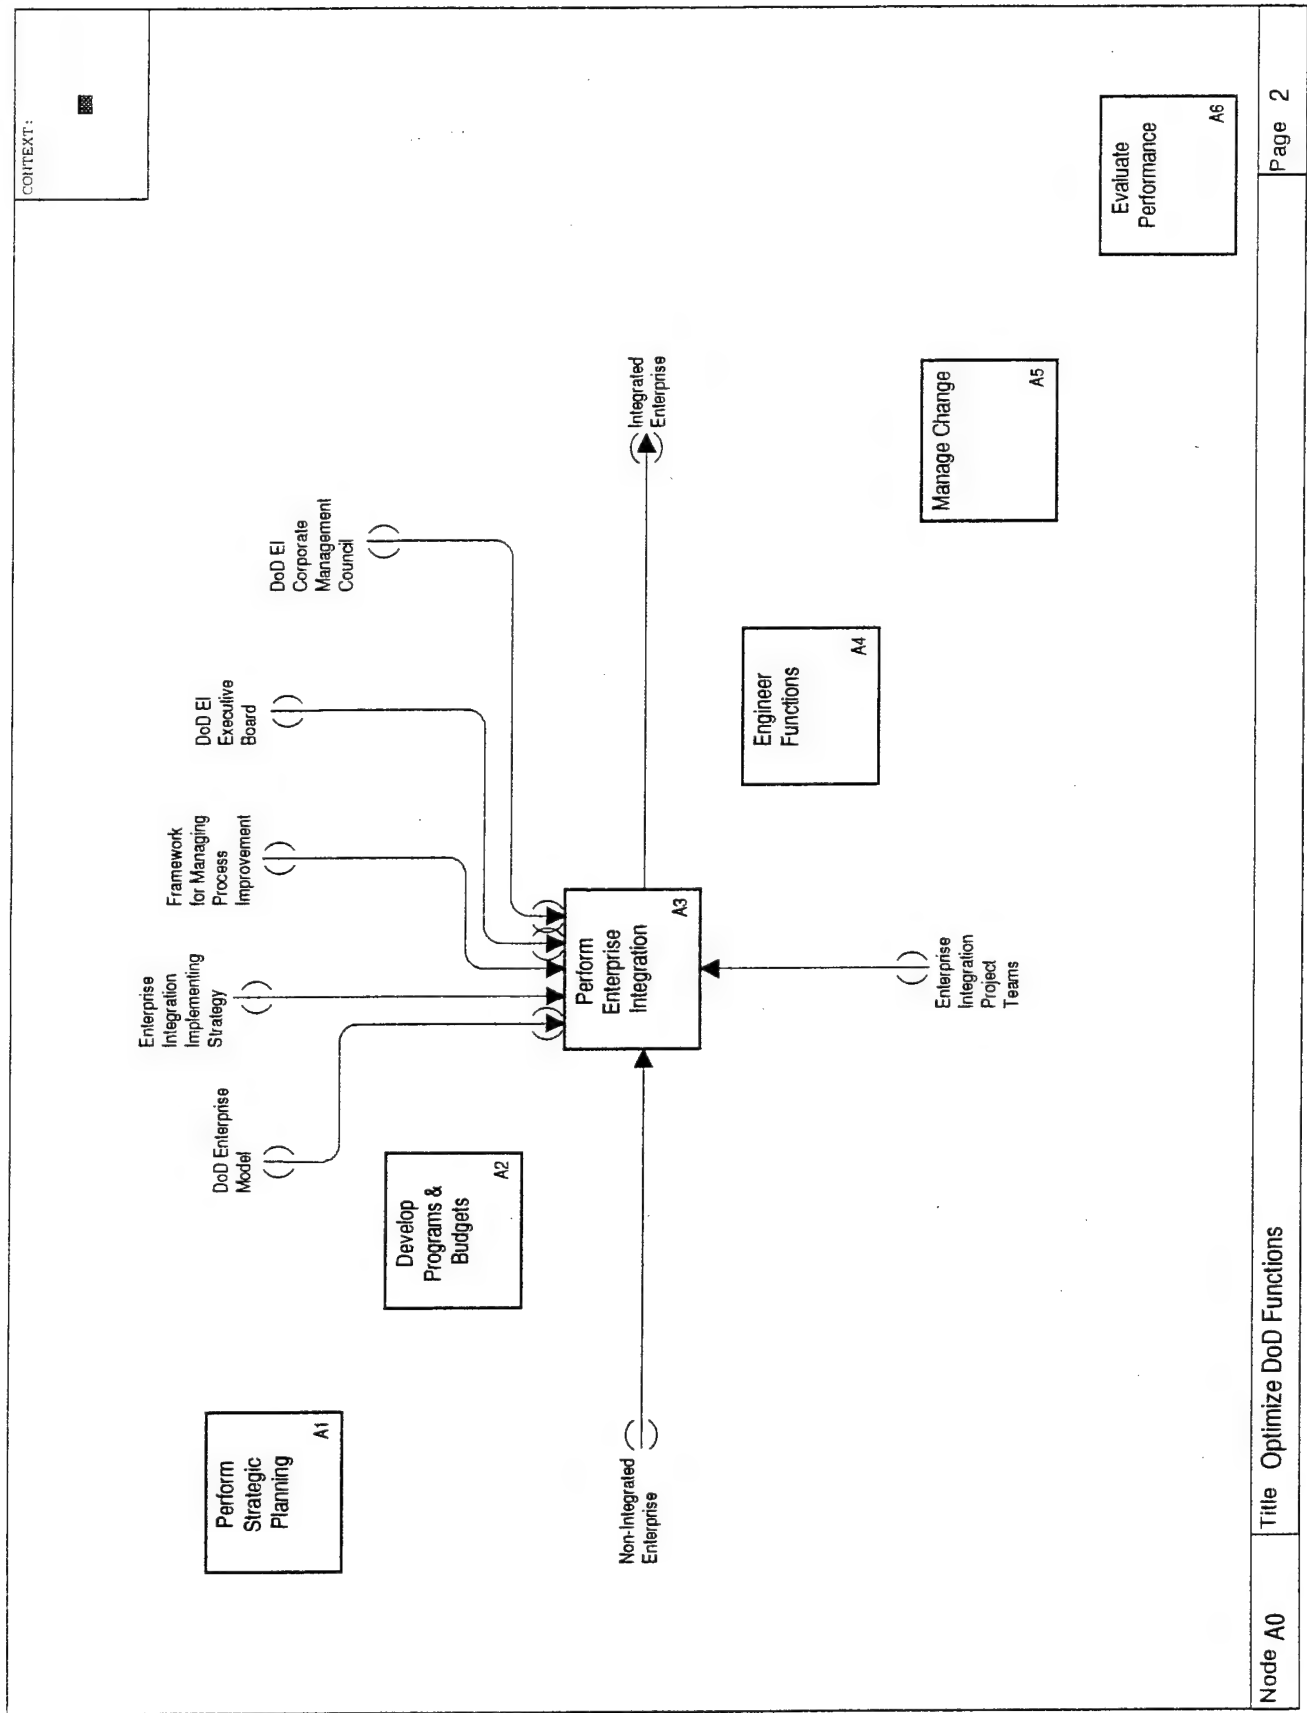 CONTEXT:
DoD EI
Corporate
Management
Council
DoD EI
Executive
Board
Framework
for Managing
Process
Improvement
Enterprise
Integration
Implementing
Strategy
DoD Enterprise
Model
Perform
Strategic
Planning
A1
Develop
Programs &
Budgets
A2
Non-Integrated
Enterprise
Perform
Enterprise
Integration
A3
Integrated
Enterprise
Enterprise
Integration
Project
Teams
Engineer
Functions
A4
Manage Change
A5
Evaluate
Performance
A6
Node A0
Title Optimize DoD Functions
Page 2